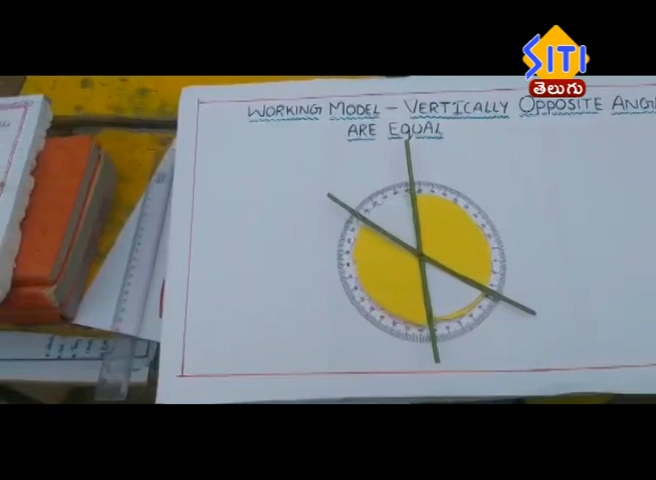 SITI
తెలుగు
WORKING MODEL – VERTICALLY OPPOSITE ANG
ARE EQUAL